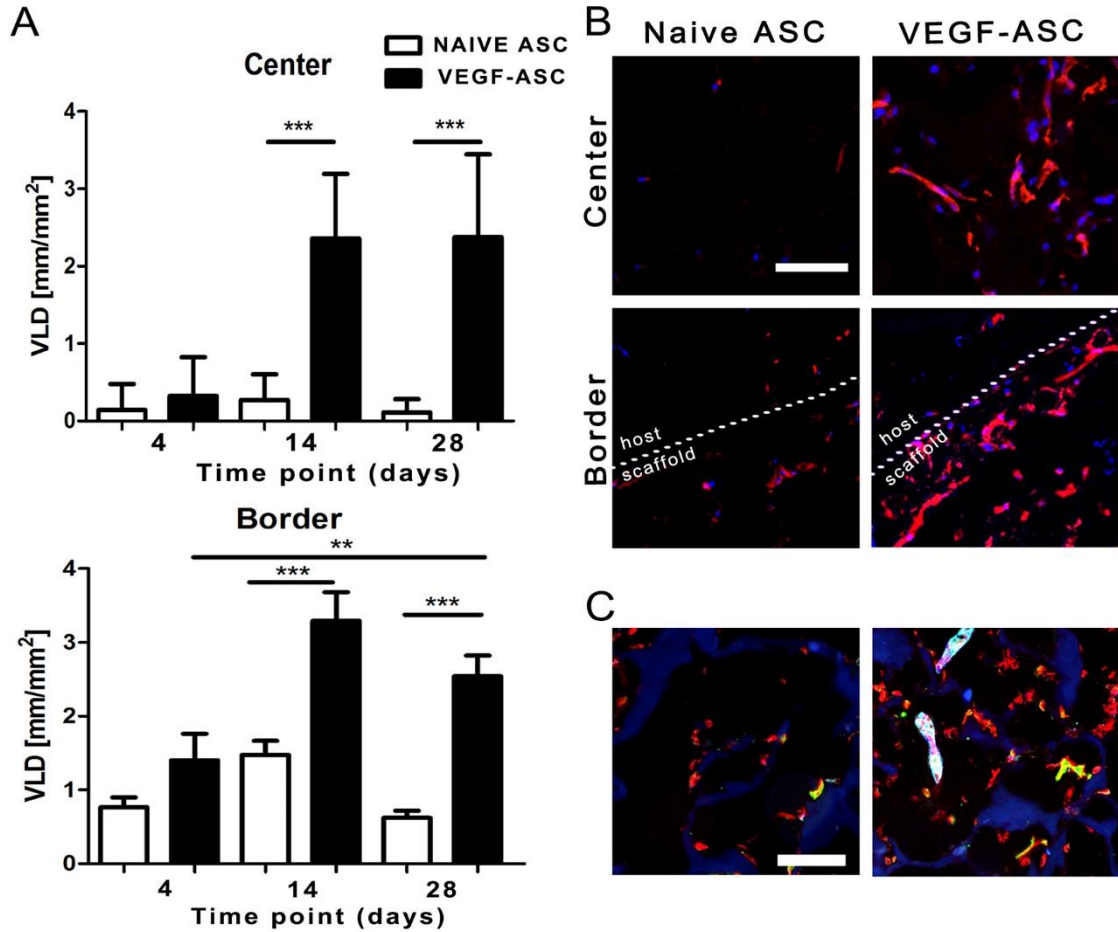 A
NAIVE ASC
VEGF-ASC
Center
VLD [mm/mm²]
4
3
2
1
0
***
***
4 14 28
Time point (days)
Border
VLD [mm/mm²]
4
3
2
1
0
**
***
***
4 14 28
Time point (days)
B
Naive ASC VEGF-ASC
Center
Border
host
scaffold
host
scaffold
C